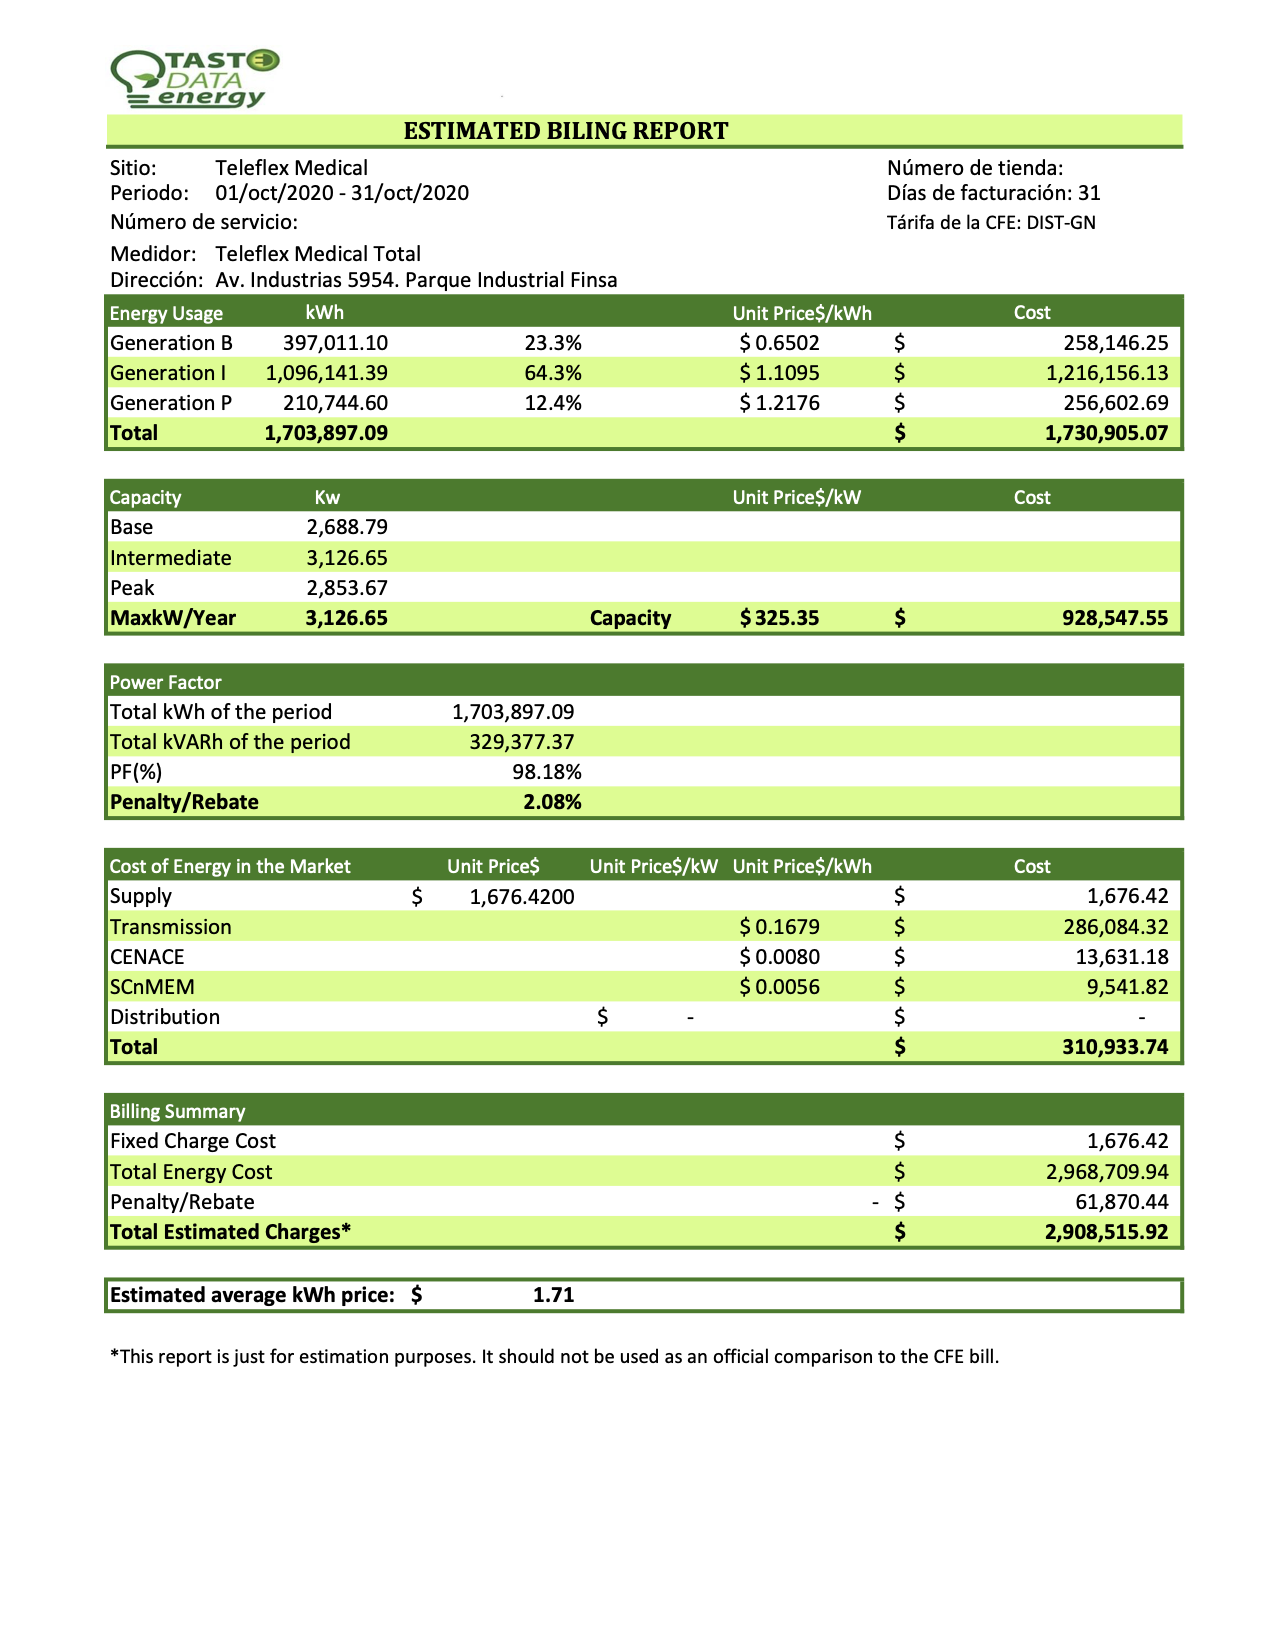 TAST
DATA
energy
ESTIMATED BILING REPORT
Sitio: Teleflex Medical Número de tienda:
Periodo: 01/oct/2020 - 31/oct/2020 Días de facturación: 31
Número de servicio: Tárifa de la CFE: DIST-GN
Medidor: Teleflex Medical Total
Dirección: Av. Industrias 5954. Parque Industrial Finsa
Energy Usage kWh Unit Price$/kWh Cost
Generation B 397,011.10 23.3% $ 0.6502 $ 258,146.25
Generation I 1,096,141.39 64.3% $ 1.1095 $ 1,216,156.13
Generation P 210,744.60 12.4% $ 1.2176 $ 256,602.69
Total 1,703,897.09 $ 1,730,905.07
Capacity Kw Unit Price$/kW Cost
Base 2,688.79
Intermediate 3,126.65
Peak 2,853.67
MaxkW/Year 3,126.65 Capacity $ 325.35 $ 928,547.55
Power Factor
Total kWh of the period 1,703,897.09
Total kVARh of the period 329,377.37
PF(%) 98.18%
Penalty/Rebate 2.08%
Cost of Energy in the Market Unit Price$ Unit Price$/kW Unit Price$/kWh Cost
Supply $ 1,676.4200 $ 1,676.42
Transmission $ 0.1679 $ 286,084.32
CENACE $ 0.0080 $ 13,631.18
SCnMEM $ 0.0056 $ 9,541.82
Distribution $ - $ -
Total $ 310,933.74
Billing Summary
Fixed Charge Cost $ 1,676.42
Total Energy Cost $ 2,968,709.94
Penalty/Rebate - $ 61,870.44
Total Estimated Charges* $ 2,908,515.92
Estimated average kWh price: $ 1.71
*This report is just for estimation purposes. It should not be used as an official comparison to the CFE bill.